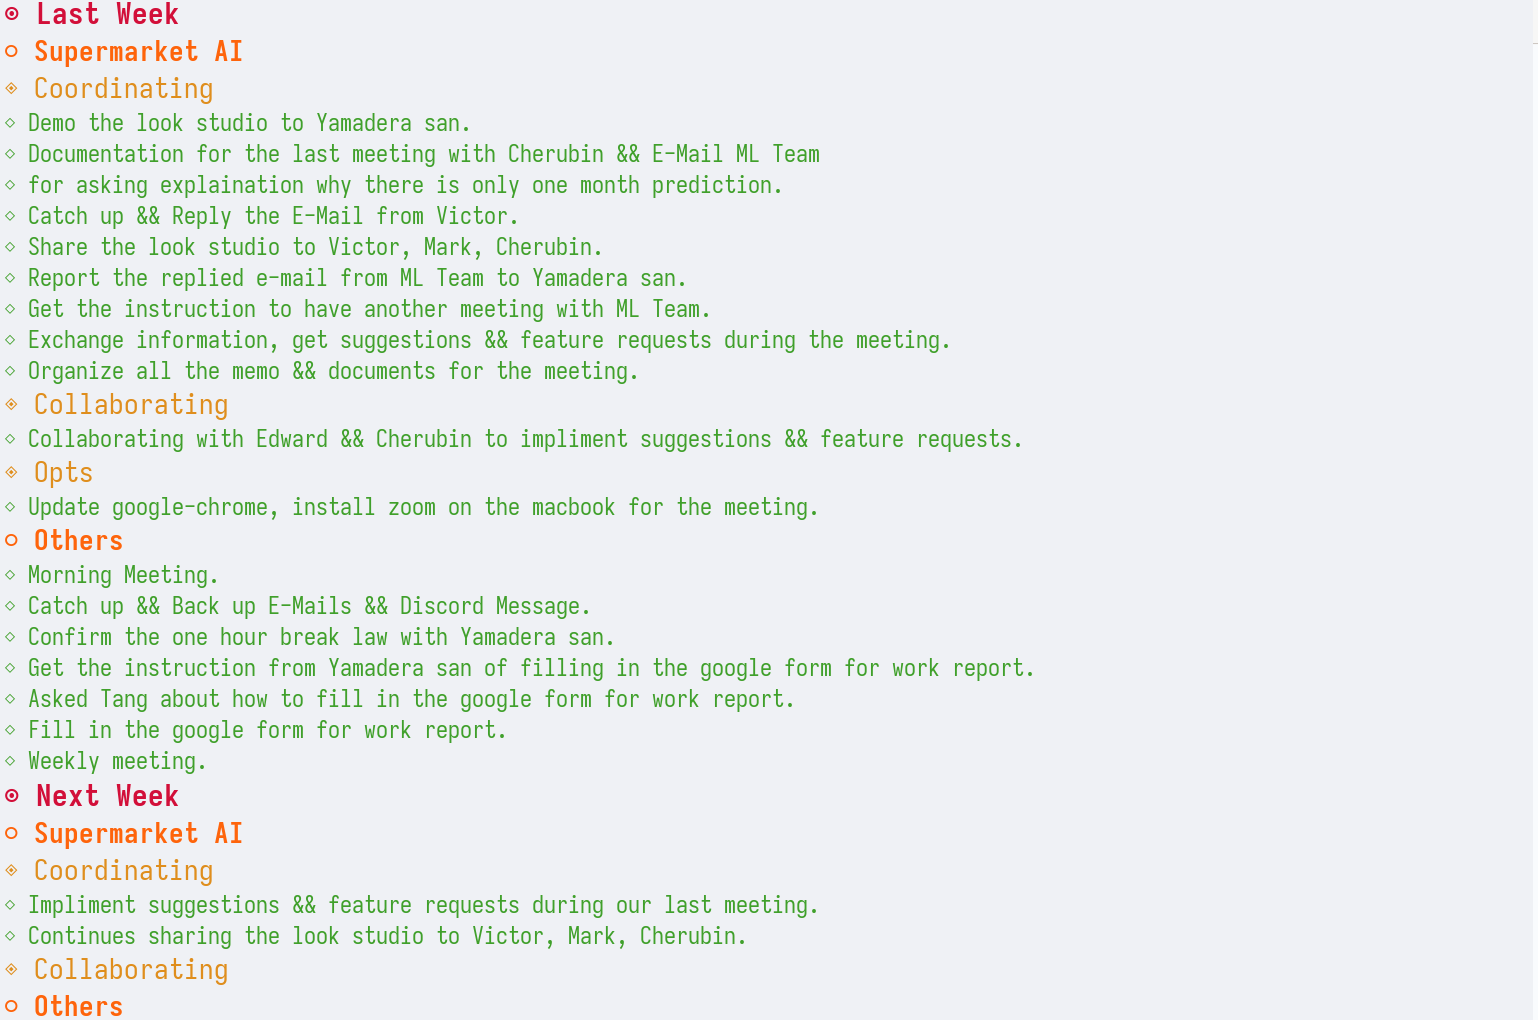 Last Week
Supermarket AI
Coordinating
Demo the look studio to Yamadera san.
Documentation for the last meeting with Cherubin && E-Mail ML Team
for asking explaination why there is only one month prediction.
Catch up && Reply the E-Mail from Victor.
Share the look studio to Victor, Mark, Cherubin.
Report the replied e-mail from ML Team to Yamadera san.
Get the instruction to have another meeting with ML Team.
Exchange information, get suggestions && feature requests during the meeting.
Organize all the memo && documents for the meeting.
Collaborating
Collaborating with Edward && Cherubin to impliment suggestions && feature requests.
Opts
Update google-chrome, install zoom on the macbook for the meeting.
Others
Morning Meeting.
Catch up && Back up E-Mails && Discord Message.
Confirm the one hour break law with Yamadera san.
Get the instruction from Yamadera san of filling in the google form for work report.
Asked Tang about how to fill in the google form for work report.
Fill in the google form for work report.
Weekly meeting.
Next Week
Supermarket AI
Coordinating
Impliment suggestions && feature requests during our last meeting.
Continues sharing the look studio to Victor, Mark, Cherubin.
Collaborating
Others